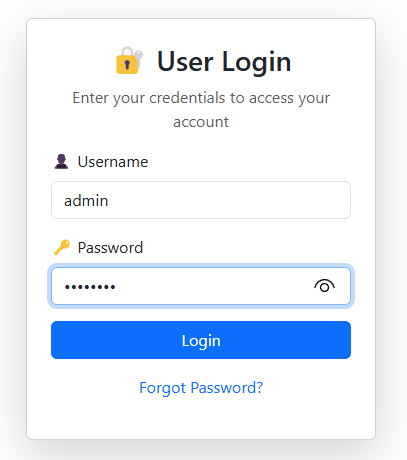 User Login
Enter your credentials to access your
account
Username
admin
Password
••••••••
Login
Forgot Password?